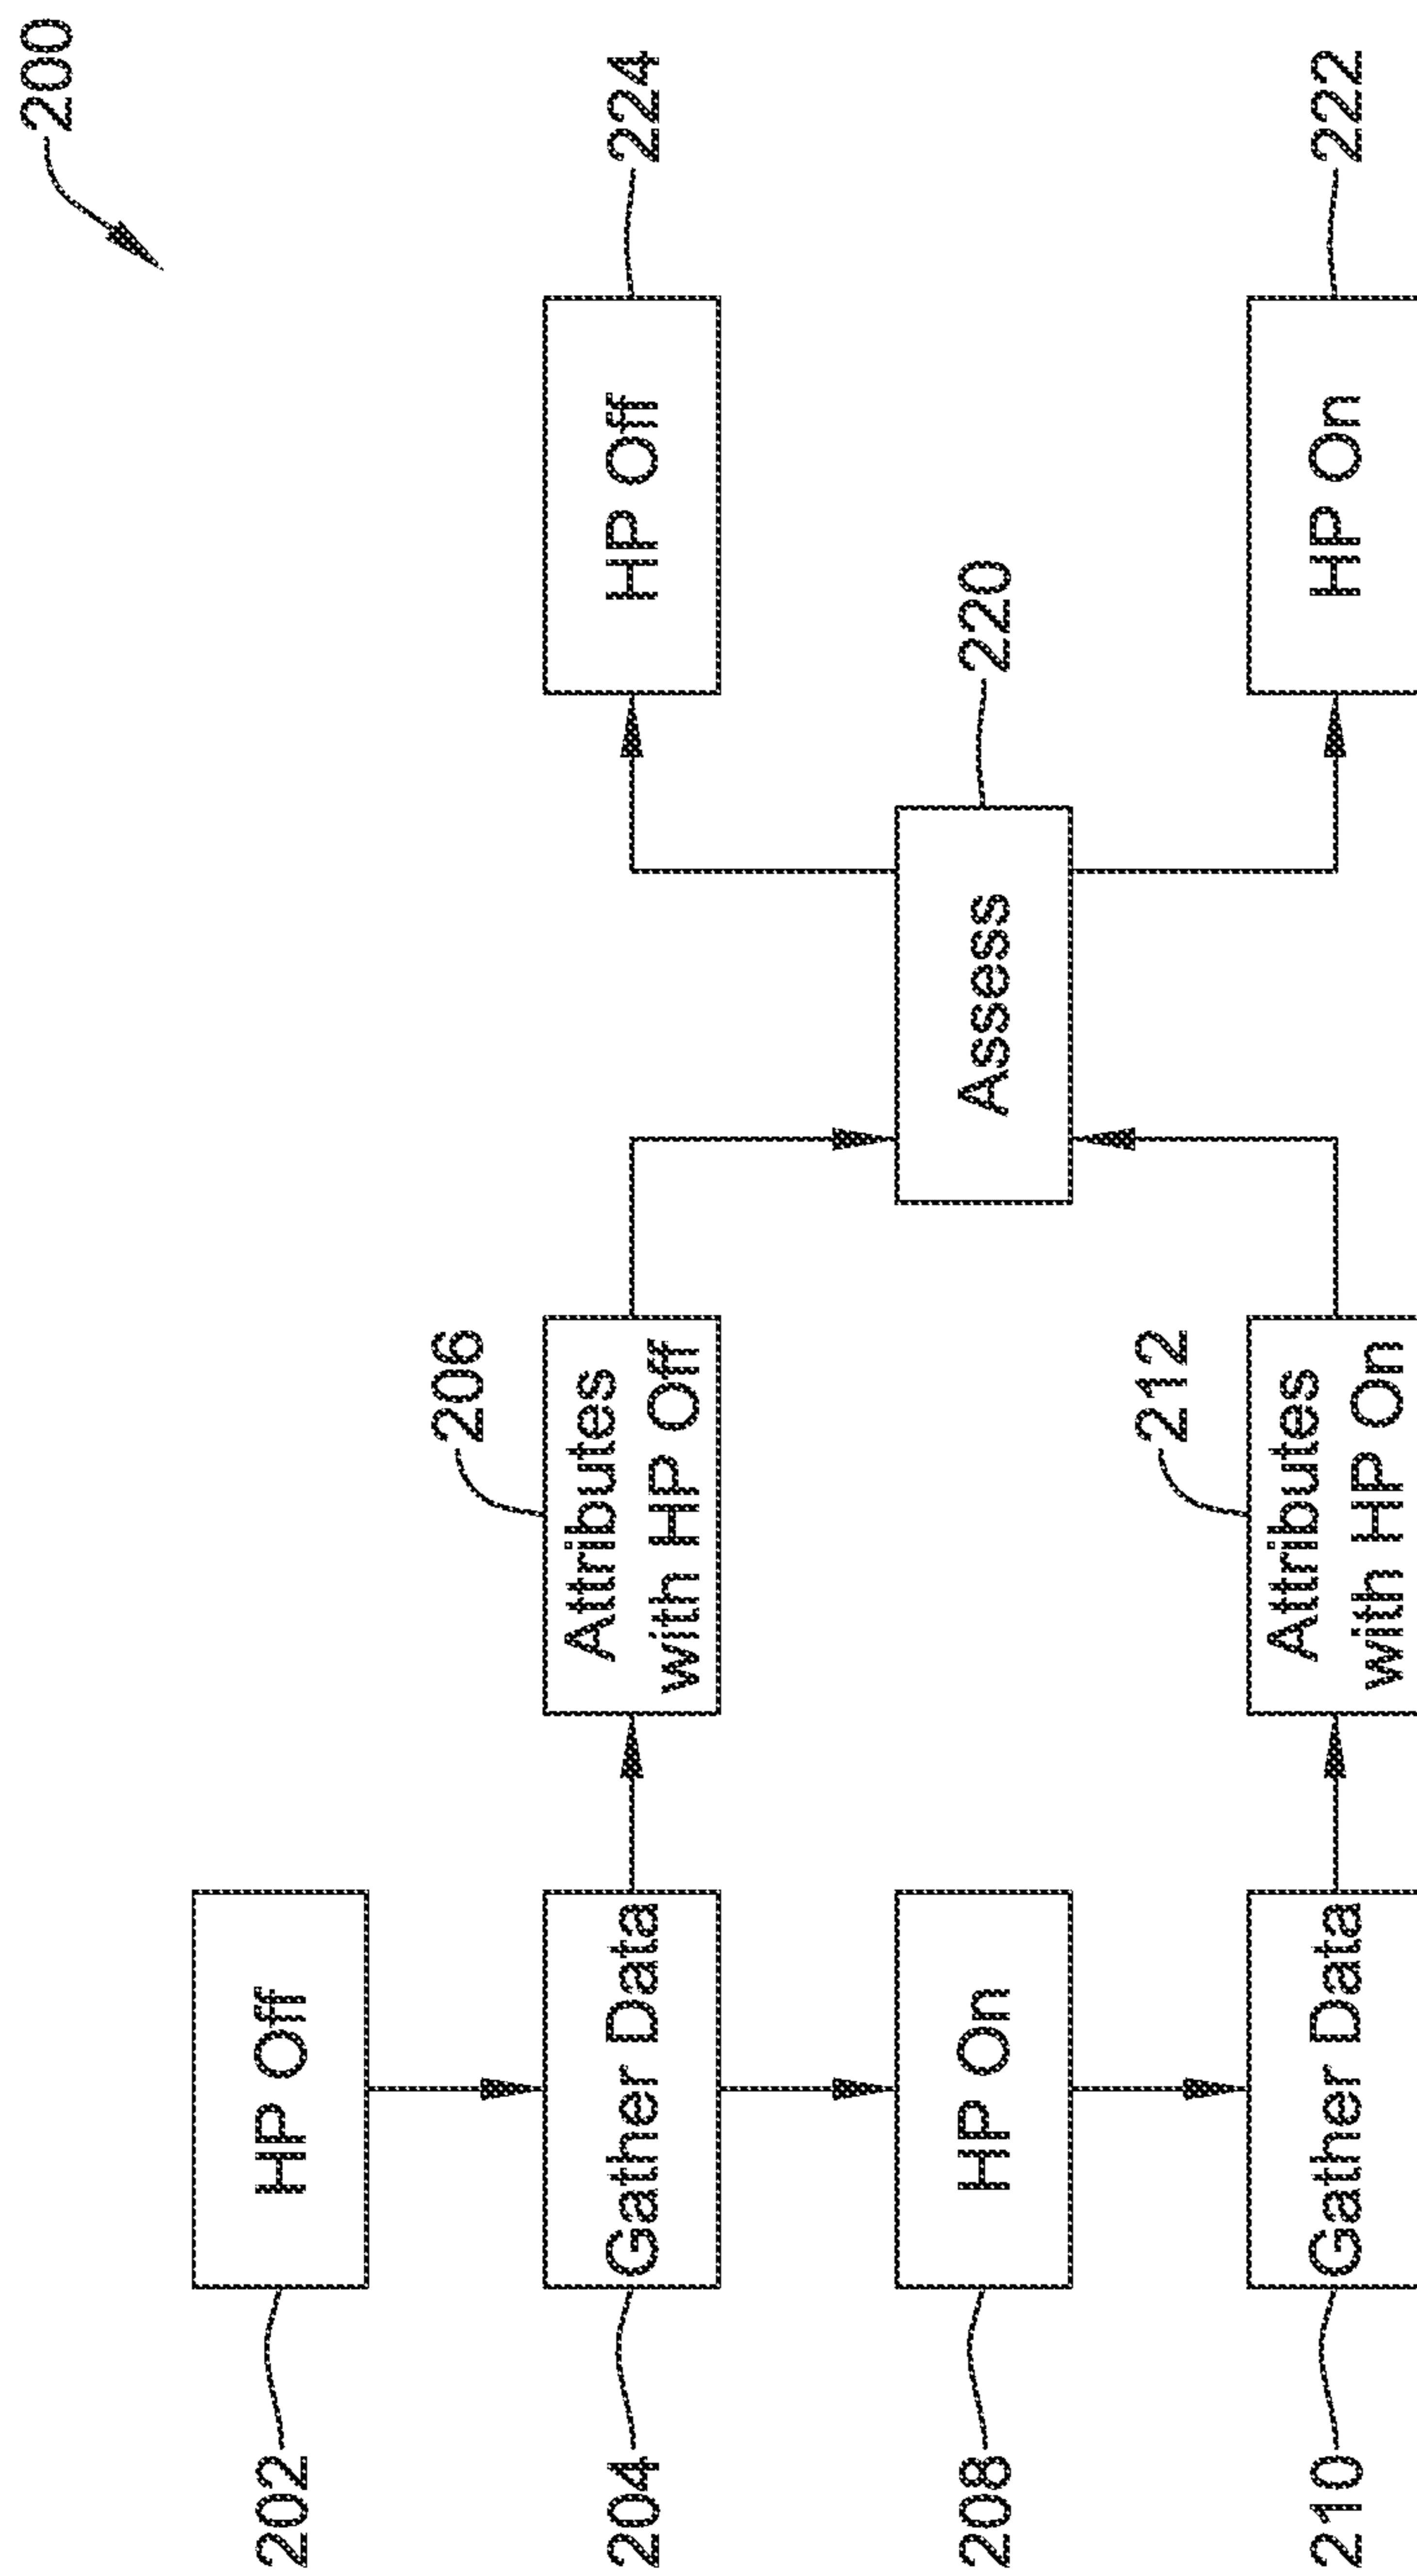 200
202
HP Off
204
Gather Data
206
Attributes
with HP Off
224
HP Off
208
HP On
220
Assess
210
Gather Data
212
Attributes
with HP On
222
HP On